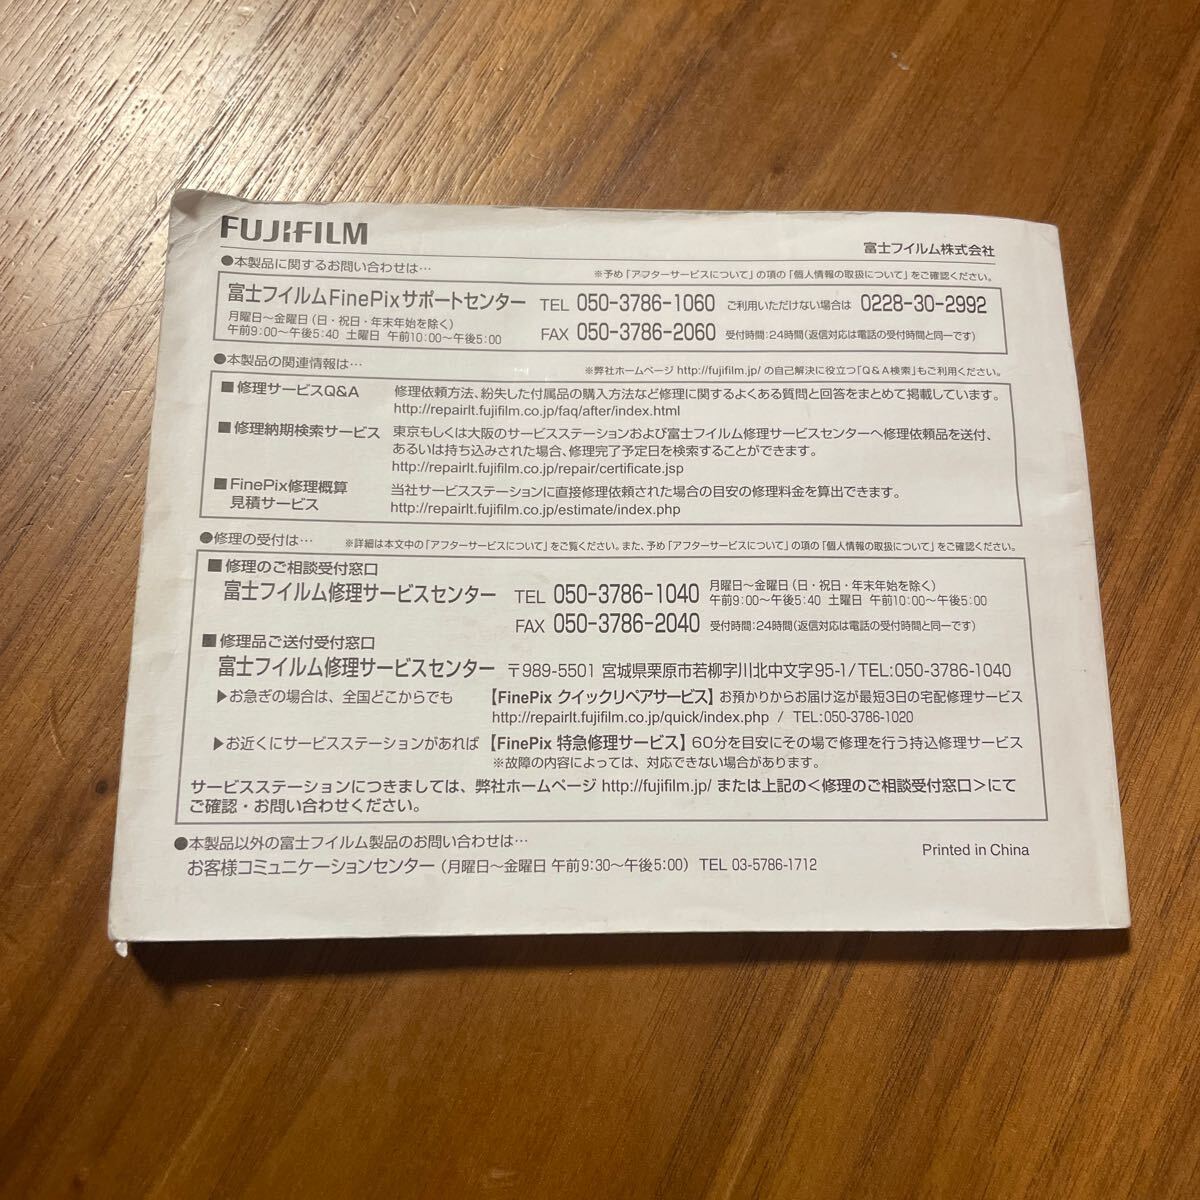 FUJIFILM
富士フイルム株式会社
●本製品に関するお問い合わせは…
※予め「アフターサービスについて」の項の「個人情報の取扱について」をご確認ください。
富士フイルムFinePixサポートセンター TEL 050-3786-1060 ご利用いただけない場合は 0228-30-2992
月曜日〜金曜日(日・祝日・年末年始を除く)
午前9:00〜午後5:40 土曜日 午前10:00〜午後5:00
FAX 050-3786-2060 受付時間:24時間(返信対応は電話の受付時間と同一です)
●本製品の関連情報は…
※弊社ホームページ http://fujifilm.jp/ の自己解決に役立つ「Q&A検索」もご利用ください。
■修理サービスQ&A 修理依頼方法、紛失した付属品の購入方法など修理に関するよくある質問と回答をまとめて掲載しています。
http://repairlt.fujifilm.co.jp/faq/after/index.html
■修理納期検索サービス 東京もしくは大阪のサービスステーションおよび富士フイルム修理サービスセンターへ修理依頼品を送付、
あるいは持ち込みされた場合、修理完了予定日を検索することができます。
http://repairlt.fujifilm.co.jp/repair/certificate.jsp
■FinePix修理概算 当社サービスステーションに直接修理依頼された場合の目安の修理料金を算出できます。
見積サービス http://repairlt.fujifilm.co.jp/estimate/index.php
●修理の受付は… ※詳細は本文中の「アフターサービスについて」をご覧ください。また、予め「アフターサービスについて」の項の「個人情報の取扱について」をご確認ください。
■修理のご相談受付窓口
富士フイルム修理サービスセンター TEL 050-3786-1040 月曜日〜金曜日(日・祝日・年末年始を除く)
午前9:00〜午後5:40 土曜日 午前10:00〜午後5:00
FAX 050-3786-2040 受付時間:24時間(返信対応は電話の受付時間と同一です)
■修理品ご送付受付窓口
富士フイルム修理サービスセンター 〒989-5501 宮城県栗原市若柳字川北中文字95-1/TEL:050-3786-1040
▶お急ぎの場合は、全国どこからでも 【FinePix クイックリペアサービス】お預かりからお届け迄が最短3日の宅配修理サービス
http://repairlt.fujifilm.co.jp/quick/index.php / TEL:050-3786-1020
▶お近くにサービスステーションがあれば 【FinePix 特急修理サービス】60分を目安にその場で修理を行う持込修理サービス
※故障の内容によっては、対応できない場合があります。
サービスステーションにつきましては、弊社ホームページ http://fujifilm.jp/ または上記の<修理のご相談受付窓口>にて
ご確認・お問い合わせください。
●本製品以外の富士フイルム製品のお問い合わせは…
お客様コミュニケーションセンター(月曜日〜金曜日 午前9:30〜午後5:00) TEL 03-5786-1712
Printed in China